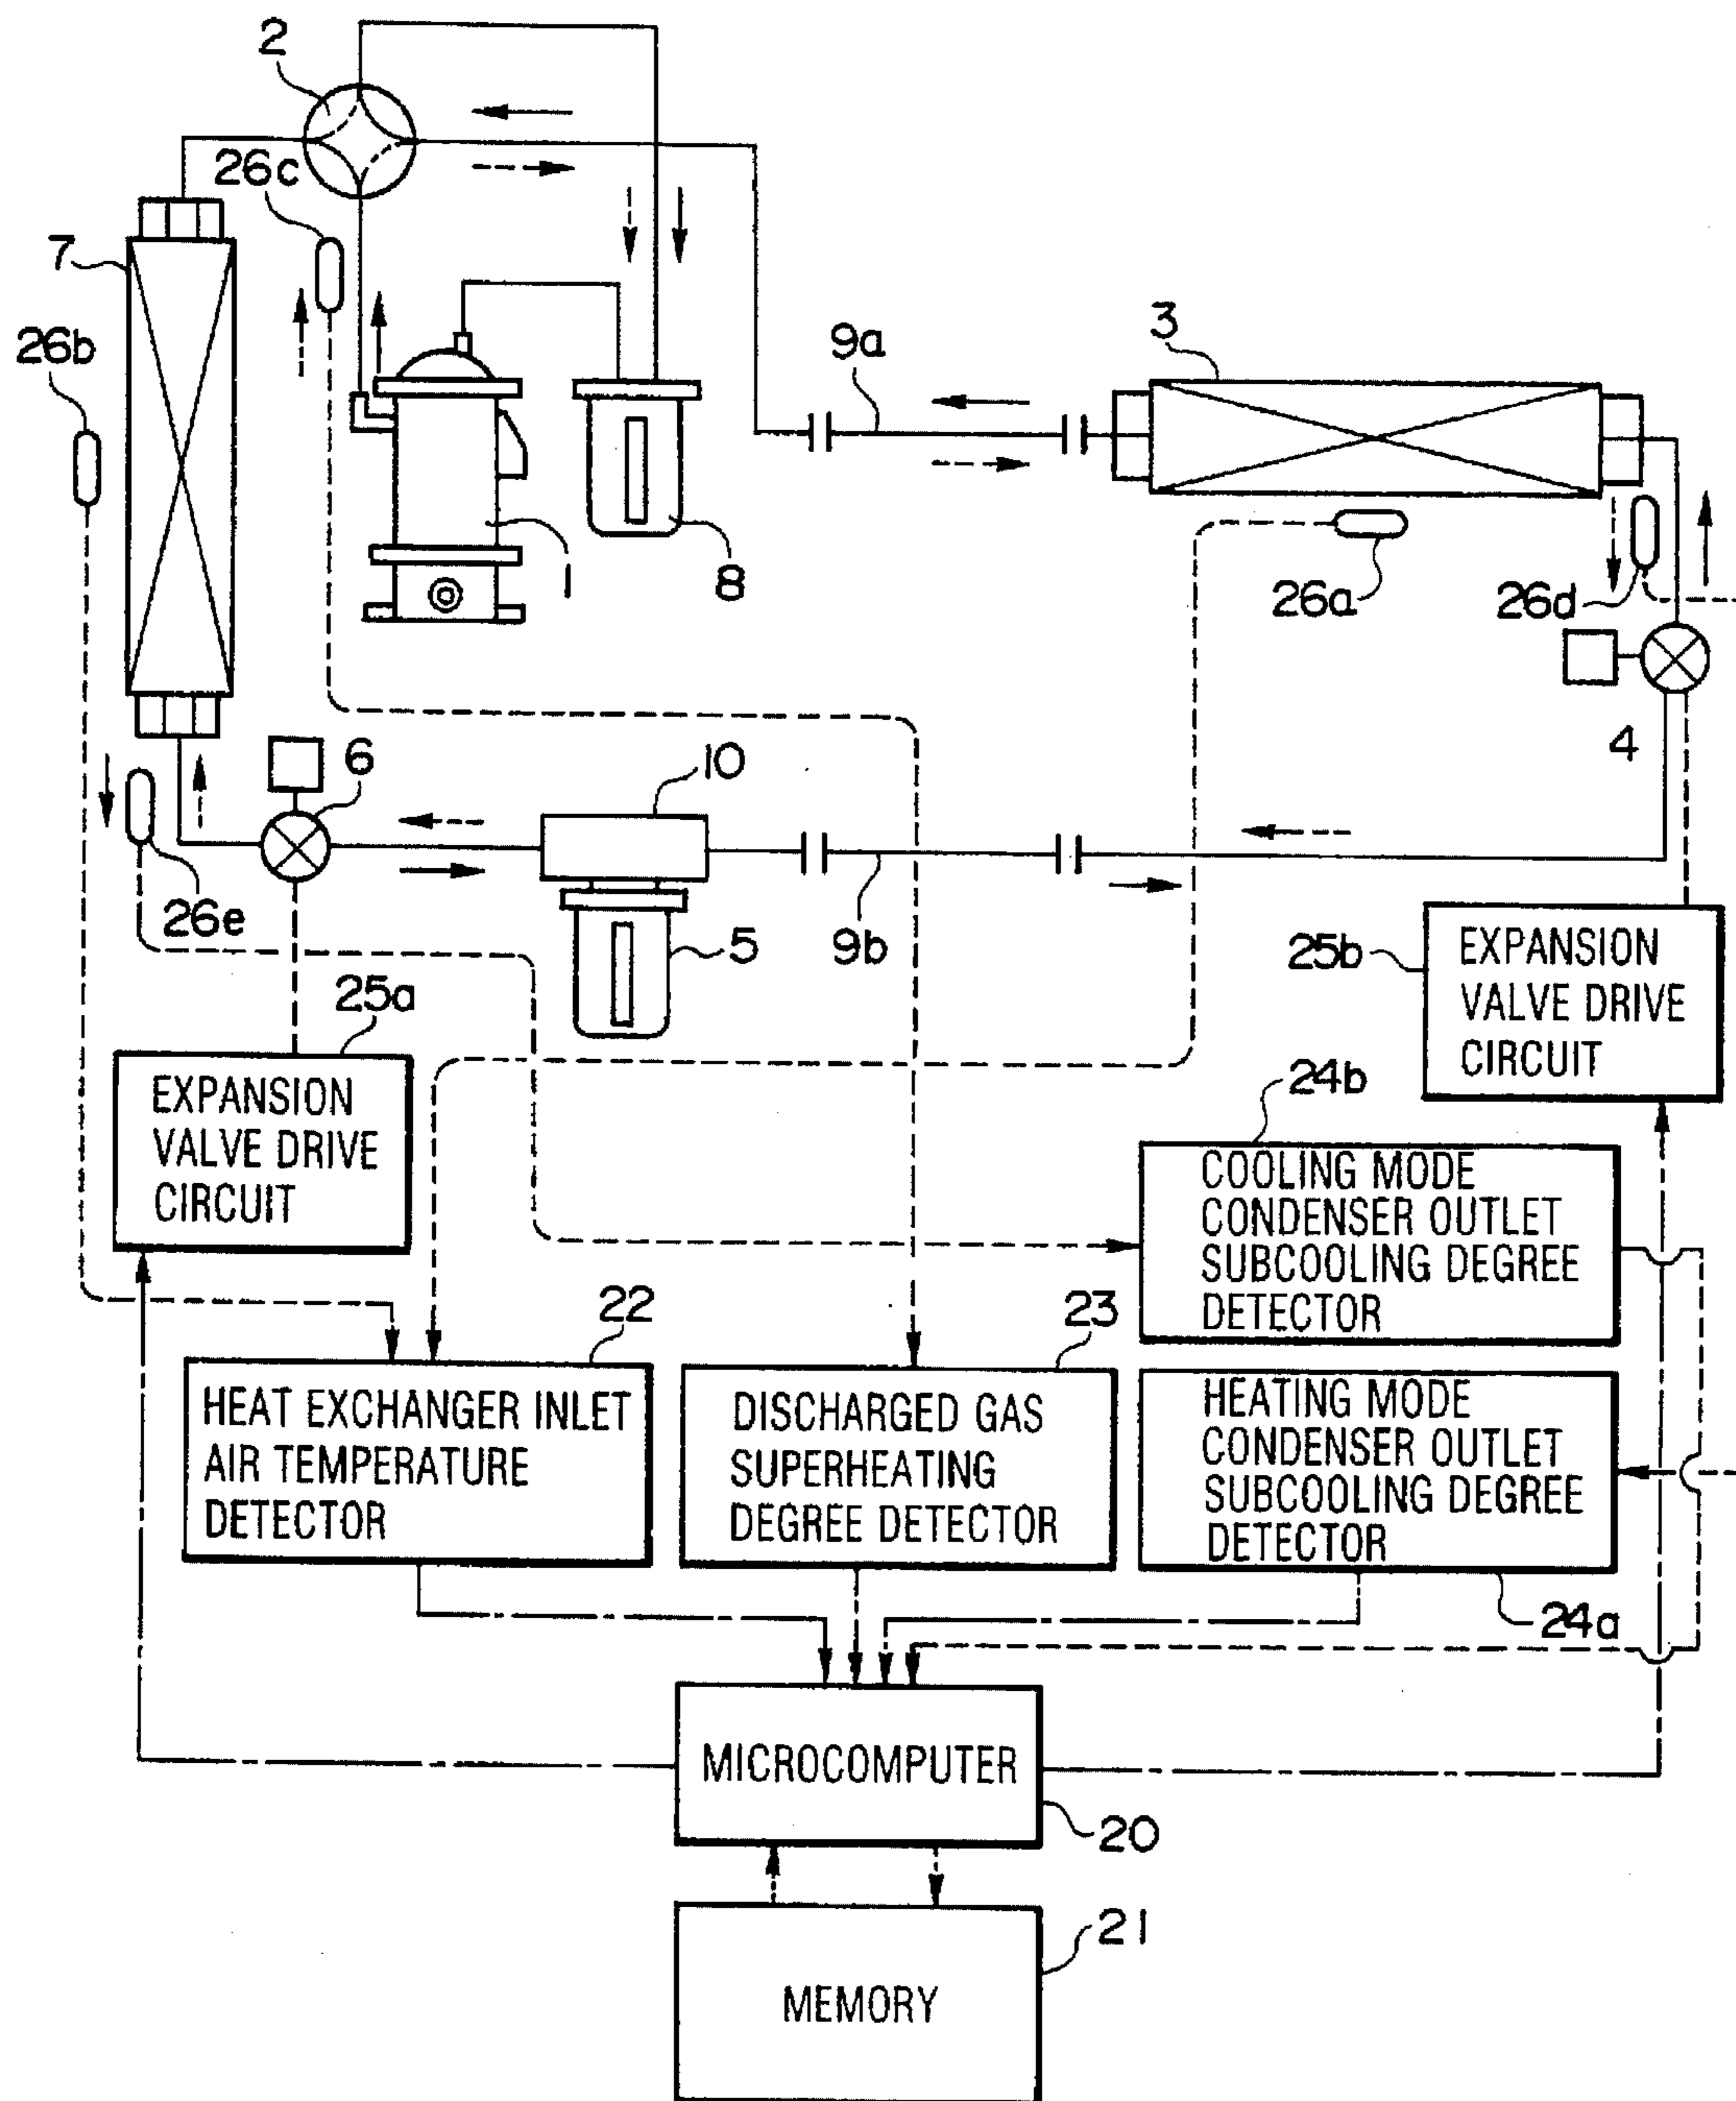 2
26c
7
3
9a
26b
1
8
26a
26d
4
10
6
26e
5
9b
25b
EXPANSION
VALVE DRIVE
CIRCUIT
25a
EXPANSION
VALVE DRIVE
CIRCUIT
24b
COOLING MODE
CONDENSER OUTLET
SUBCOOLING DEGREE
DETECTOR
22
HEAT EXCHANGER INLET
AIR TEMPERATURE
DETECTOR
23
DISCHARGED GAS
SUPERHEATING
DEGREE DETECTOR
HEATING MODE
CONDENSER OUTLET
SUBCOOLING DEGREE
DETECTOR
24a
MICROCOMPUTER
20
21
MEMORY